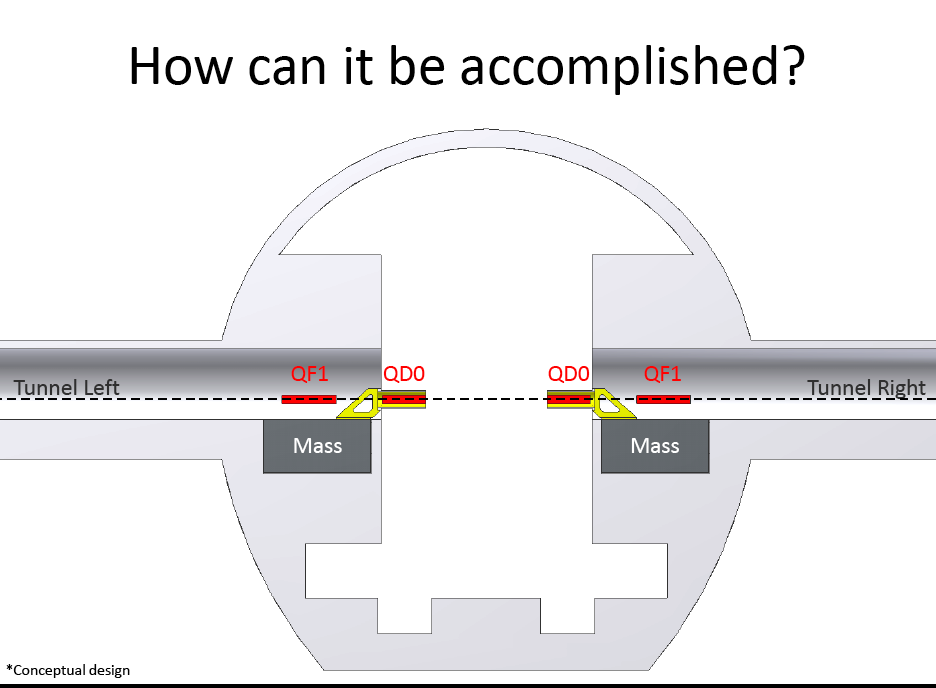 How can it be accomplished?
QF1 QD0 QD0 QF1
Tunnel Left Tunnel Right
Mass Mass
*Conceptual design